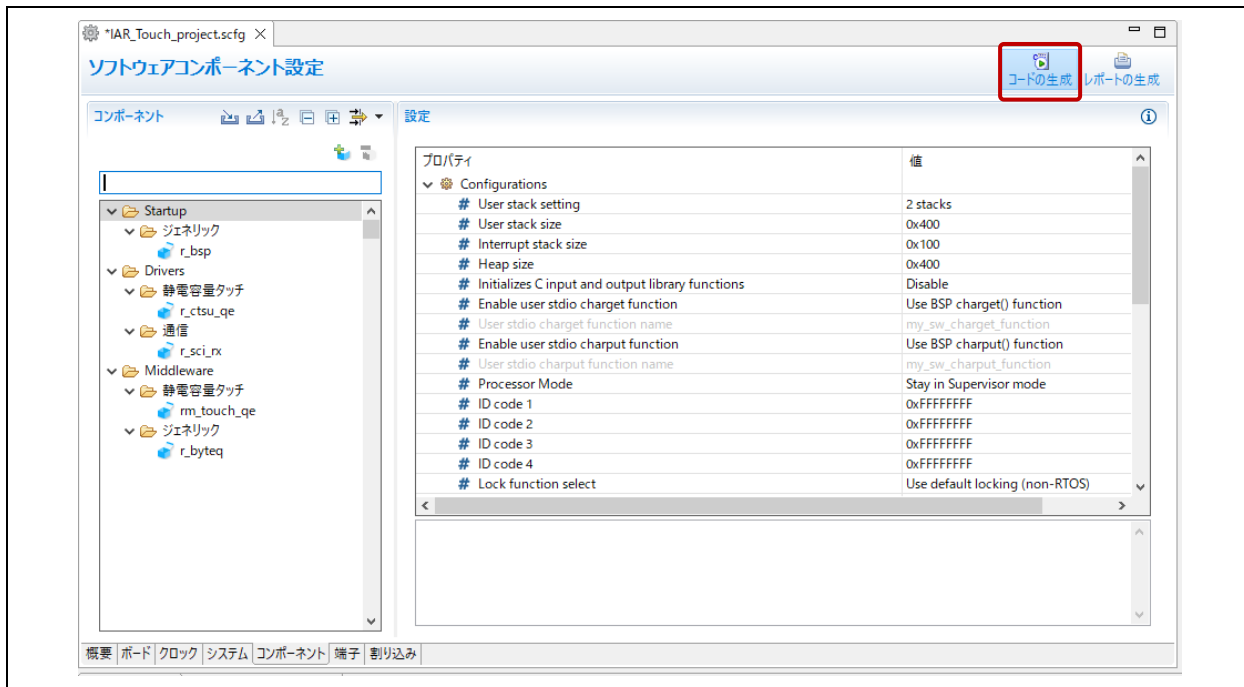 *IAR_Touch_project.scfg
ソフトウェアコンポーネント設定
コードの生成 レポートの生成
コンポーネント
Startup
ジェネリック
r_bsp
Drivers
静電容量タッチ
r_ctsu_qe
通信
r_sci_rx
Middleware
静電容量タッチ
rm_touch_qe
ジェネリック
r_byteq
設定
プロパティ 値
Configurations
# User stack setting 2 stacks
# User stack size 0x400
# Interrupt stack size 0x100
# Heap size 0x400
# Initializes C input and output library functions Disable
# Enable user stdio charget function Use BSP charget() function
# User stdio charget function name my_sw_charget_function
# Enable user stdio charput function Use BSP charput() function
# User stdio charput function name my_sw_charput_function
# Processor Mode Stay in Supervisor mode
# ID code 1 0xFFFFFFFF
# ID code 2 0xFFFFFFFF
# ID code 3 0xFFFFFFFF
# ID code 4 0xFFFFFFFF
# Lock function select Use default locking (non-RTOS)
概要 ボード クロック システム コンポーネント 端子 割り込み